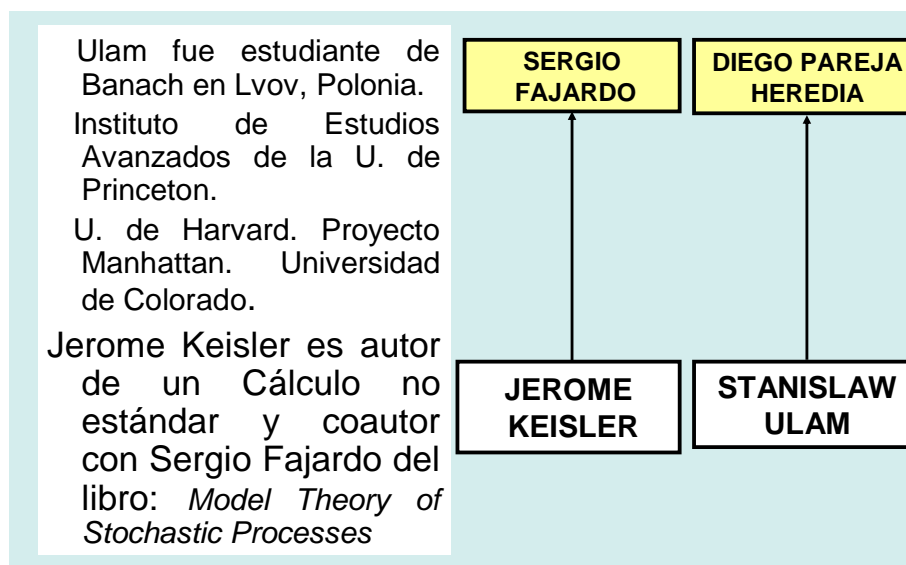 Ulam fue estudiante de
Banach en Lvov, Polonia.
Instituto de Estudios
Avanzados de la U. de
Princeton.
U. de Harvard. Proyecto
Manhattan. Universidad
de Colorado.
Jerome Keisler es autor
de un Cálculo no
estándar y coautor
con Sergio Fajardo del
libro: Model Theory of
Stochastic Processes
SERGIO
FAJARDO
DIEGO PAREJA
HEREDIA
JEROME
KEISLER
STANISLAW
ULAM